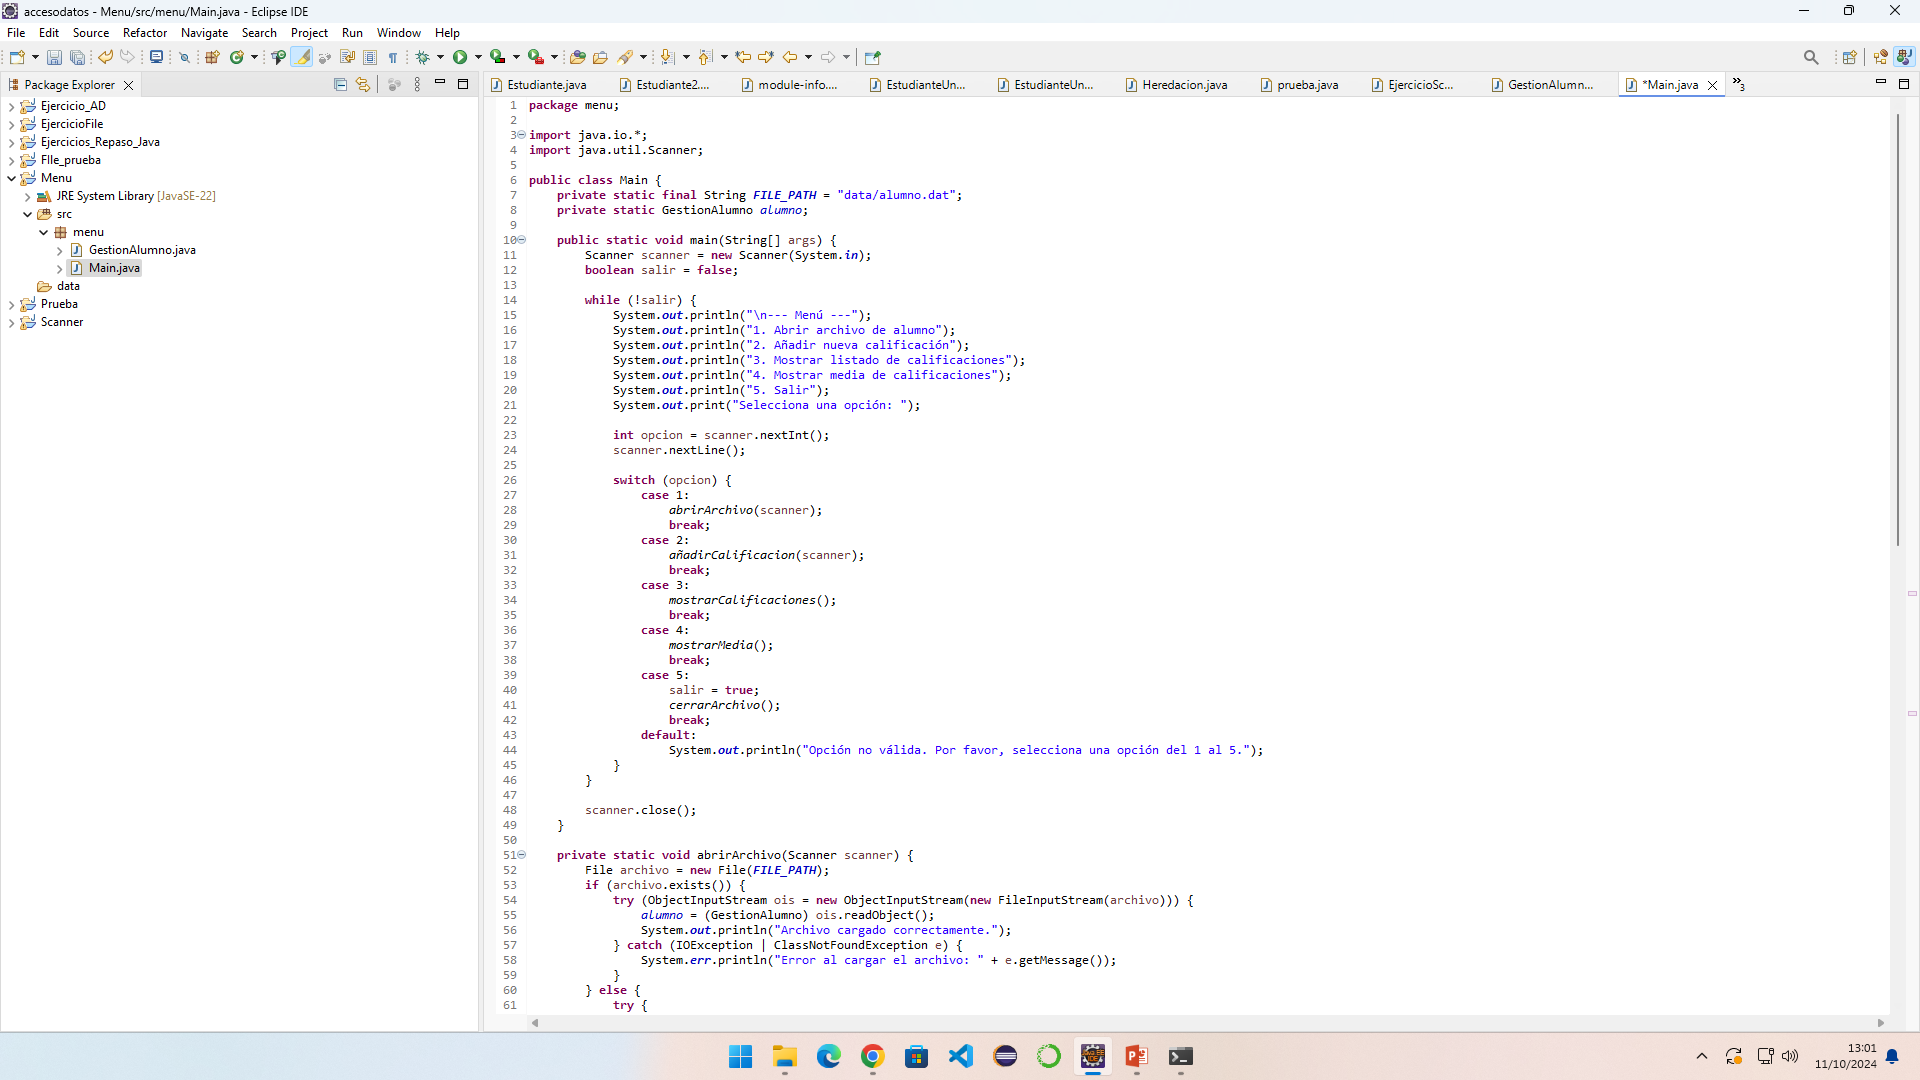 accesodatos - Menu/src/menu/Main.java - Eclipse IDE
File Edit Source Refactor Navigate Search Project Run Window Help
Package Explorer
Ejercicio_AD
EjercicioFile
Ejercicios_Repaso_Java
FIle_prueba
Menu
JRE System Library [JavaSE-22]
src
menu
GestionAlumno.java
Main.java
data
Prueba
Scanner
Estudiante.java Estudiante2.... module-info.... EstudianteUn... EstudianteUn... Heredacion.java prueba.java EjercicioSc... GestionAlumn... *Main.java »3
1 package menu;
2
3 import java.io.*;
4 import java.util.Scanner;
5
6 public class Main {
7     private static final String FILE_PATH = "data/alumno.dat";
8     private static GestionAlumno alumno;
9
10     public static void main(String[] args) {
11         Scanner scanner = new Scanner(System.in);
12         boolean salir = false;
13
14         while (!salir) {
15             System.out.println("\n--- Menú ---");
16             System.out.println("1. Abrir archivo de alumno");
17             System.out.println("2. Añadir nueva calificación");
18             System.out.println("3. Mostrar listado de calificaciones");
19             System.out.println("4. Mostrar media de calificaciones");
20             System.out.println("5. Salir");
21             System.out.print("Selecciona una opción: ");
22
23             int opcion = scanner.nextInt();
24             scanner.nextLine();
25
26             switch (opcion) {
27                 case 1:
28                     abrirArchivo(scanner);
29                     break;
30                 case 2:
31                     añadirCalificacion(scanner);
32                     break;
33                 case 3:
34                     mostrarCalificaciones();
35                     break;
36                 case 4:
37                     mostrarMedia();
38                     break;
39                 case 5:
40                     salir = true;
41                     cerrarArchivo();
42                     break;
43                 default:
44                     System.out.println("Opción no válida. Por favor, selecciona una opción del 1 al 5.");
45             }
46         }
47
48         scanner.close();
49     }
50
51     private static void abrirArchivo(Scanner scanner) {
52         File archivo = new File(FILE_PATH);
53         if (archivo.exists()) {
54             try (ObjectInputStream ois = new ObjectInputStream(new FileInputStream(archivo))) {
55                 alumno = (GestionAlumno) ois.readObject();
56                 System.out.println("Archivo cargado correctamente.");
57             } catch (IOException | ClassNotFoundException e) {
58                 System.err.println("Error al cargar el archivo: " + e.getMessage());
59             }
60         } else {
61             try {
13:01
11/10/2024